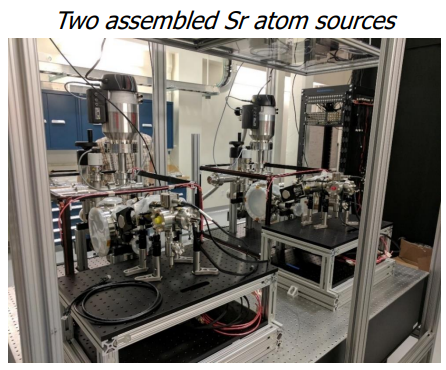 Two assembled Sr atom sources